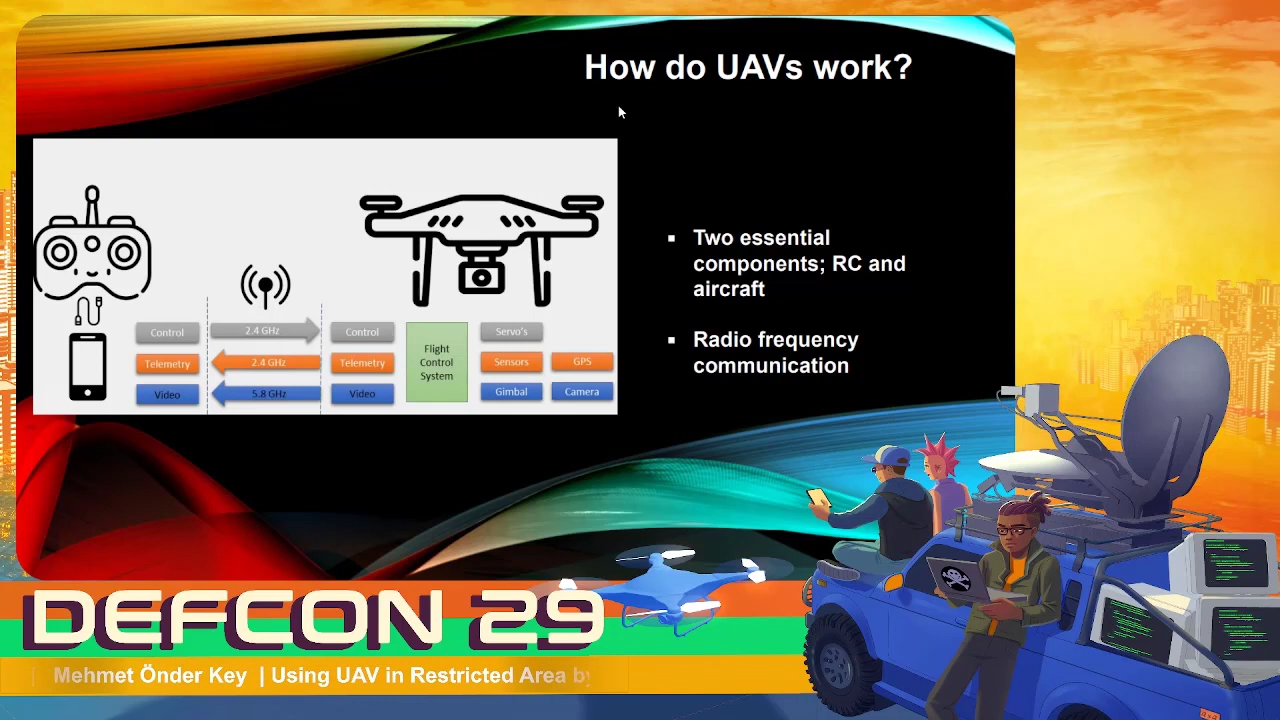 How do UAVs work?
Control
2.4 GHz
Control
Servo's
Telemetry
2.4 GHz
Telemetry
Flight
Control
System
Sensors
GPS
Video
5.8 GHz
Video
Gimbal
Camera
▪ Two essential
components; RC and
aircraft
▪ Radio frequency
communication
DEFCON 29
| Mehmet Önder Key | Using UAV in Restricted Area by